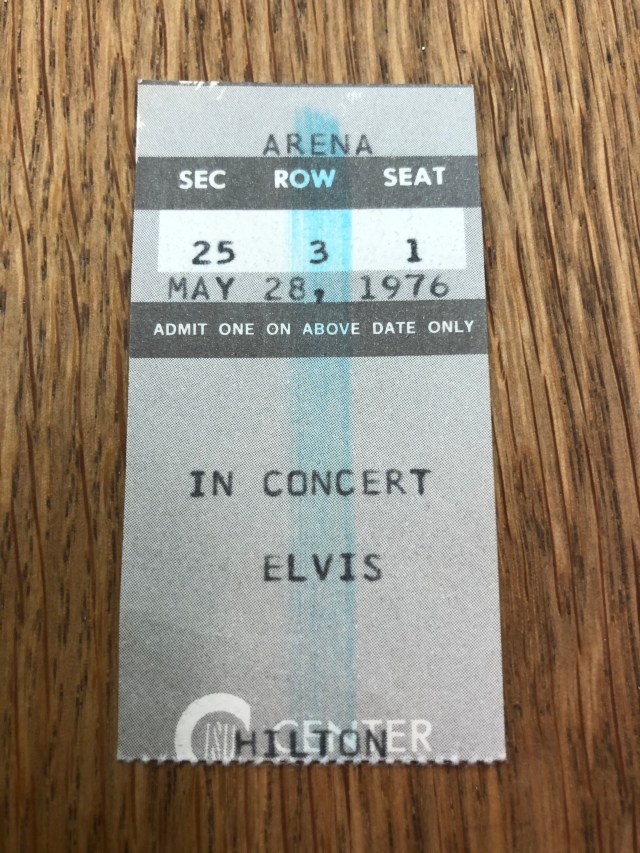 ARENA
SEC ROW SEAT
25 3 1
MAY 28, 1976
ADMIT ONE ON ABOVE DATE ONLY
IN CONCERT
ELVIS
ISU CENTER
HILTON